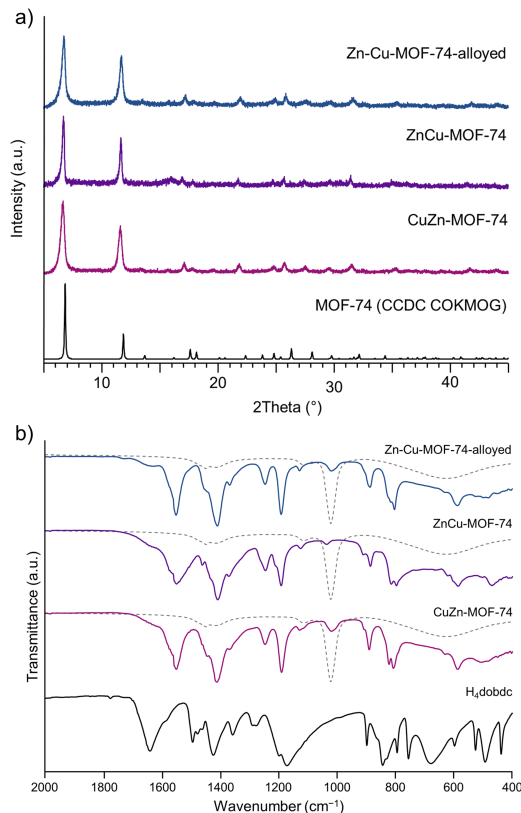 a)
Zn-Cu-MOF-74-alloyed
ZnCu-MOF-74
CuZn-MOF-74
MOF-74 (CCDC COKMOG)
Intensity (a.u.)
10 20 30 40
2Theta (°)
b)
Zn-Cu-MOF-74-alloyed
ZnCu-MOF-74
CuZn-MOF-74
H₄dobdc
Transmittance (a.u.)
2000 1800 1600 1400 1200 1000 800 600 400
Wavenumber (cm⁻¹)